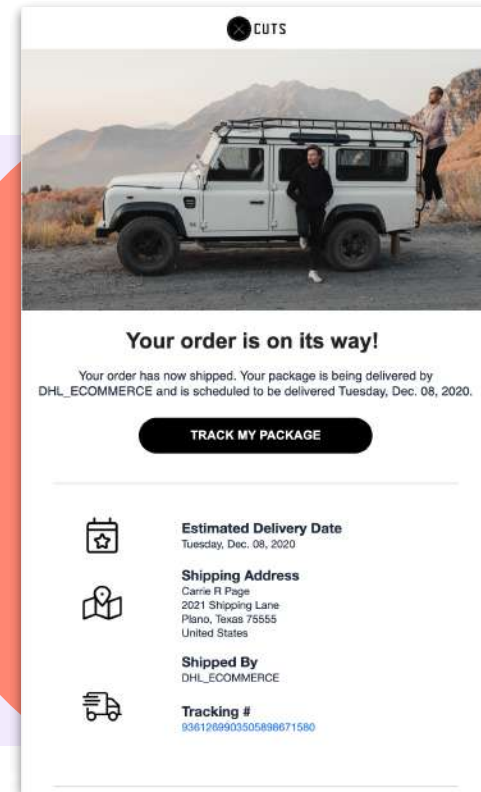 CUTS
Your order is on its way!
Your order has now shipped. Your package is being delivered by
DHL_ECOMMERCE and is scheduled to be delivered Tuesday, Dec. 08, 2020.
TRACK MY PACKAGE
Estimated Delivery Date
Tuesday, Dec. 08, 2020
Shipping Address
Carrie R Page
2021 Shipping Lane
Plano, Texas 75555
United States
Shipped By
DHL_ECOMMERCE
Tracking #
9361269903505898671580